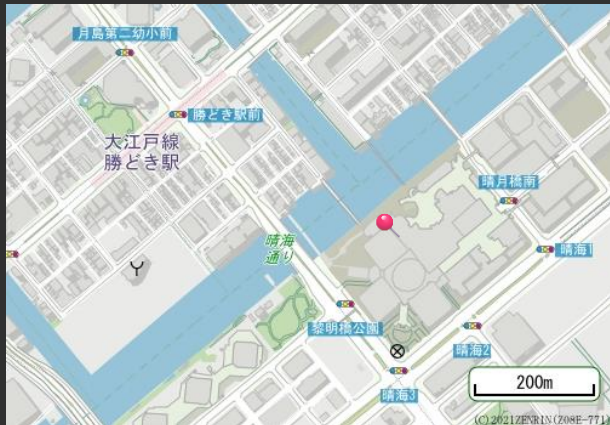 月島第二幼小前
勝どき駅前
大江戸線
勝どき駅
晴月橋南
晴海
通り
晴海1
黎明橋公園
晴海2
200m
晴海3
(C)2021ZENRIN(Z08E-771)